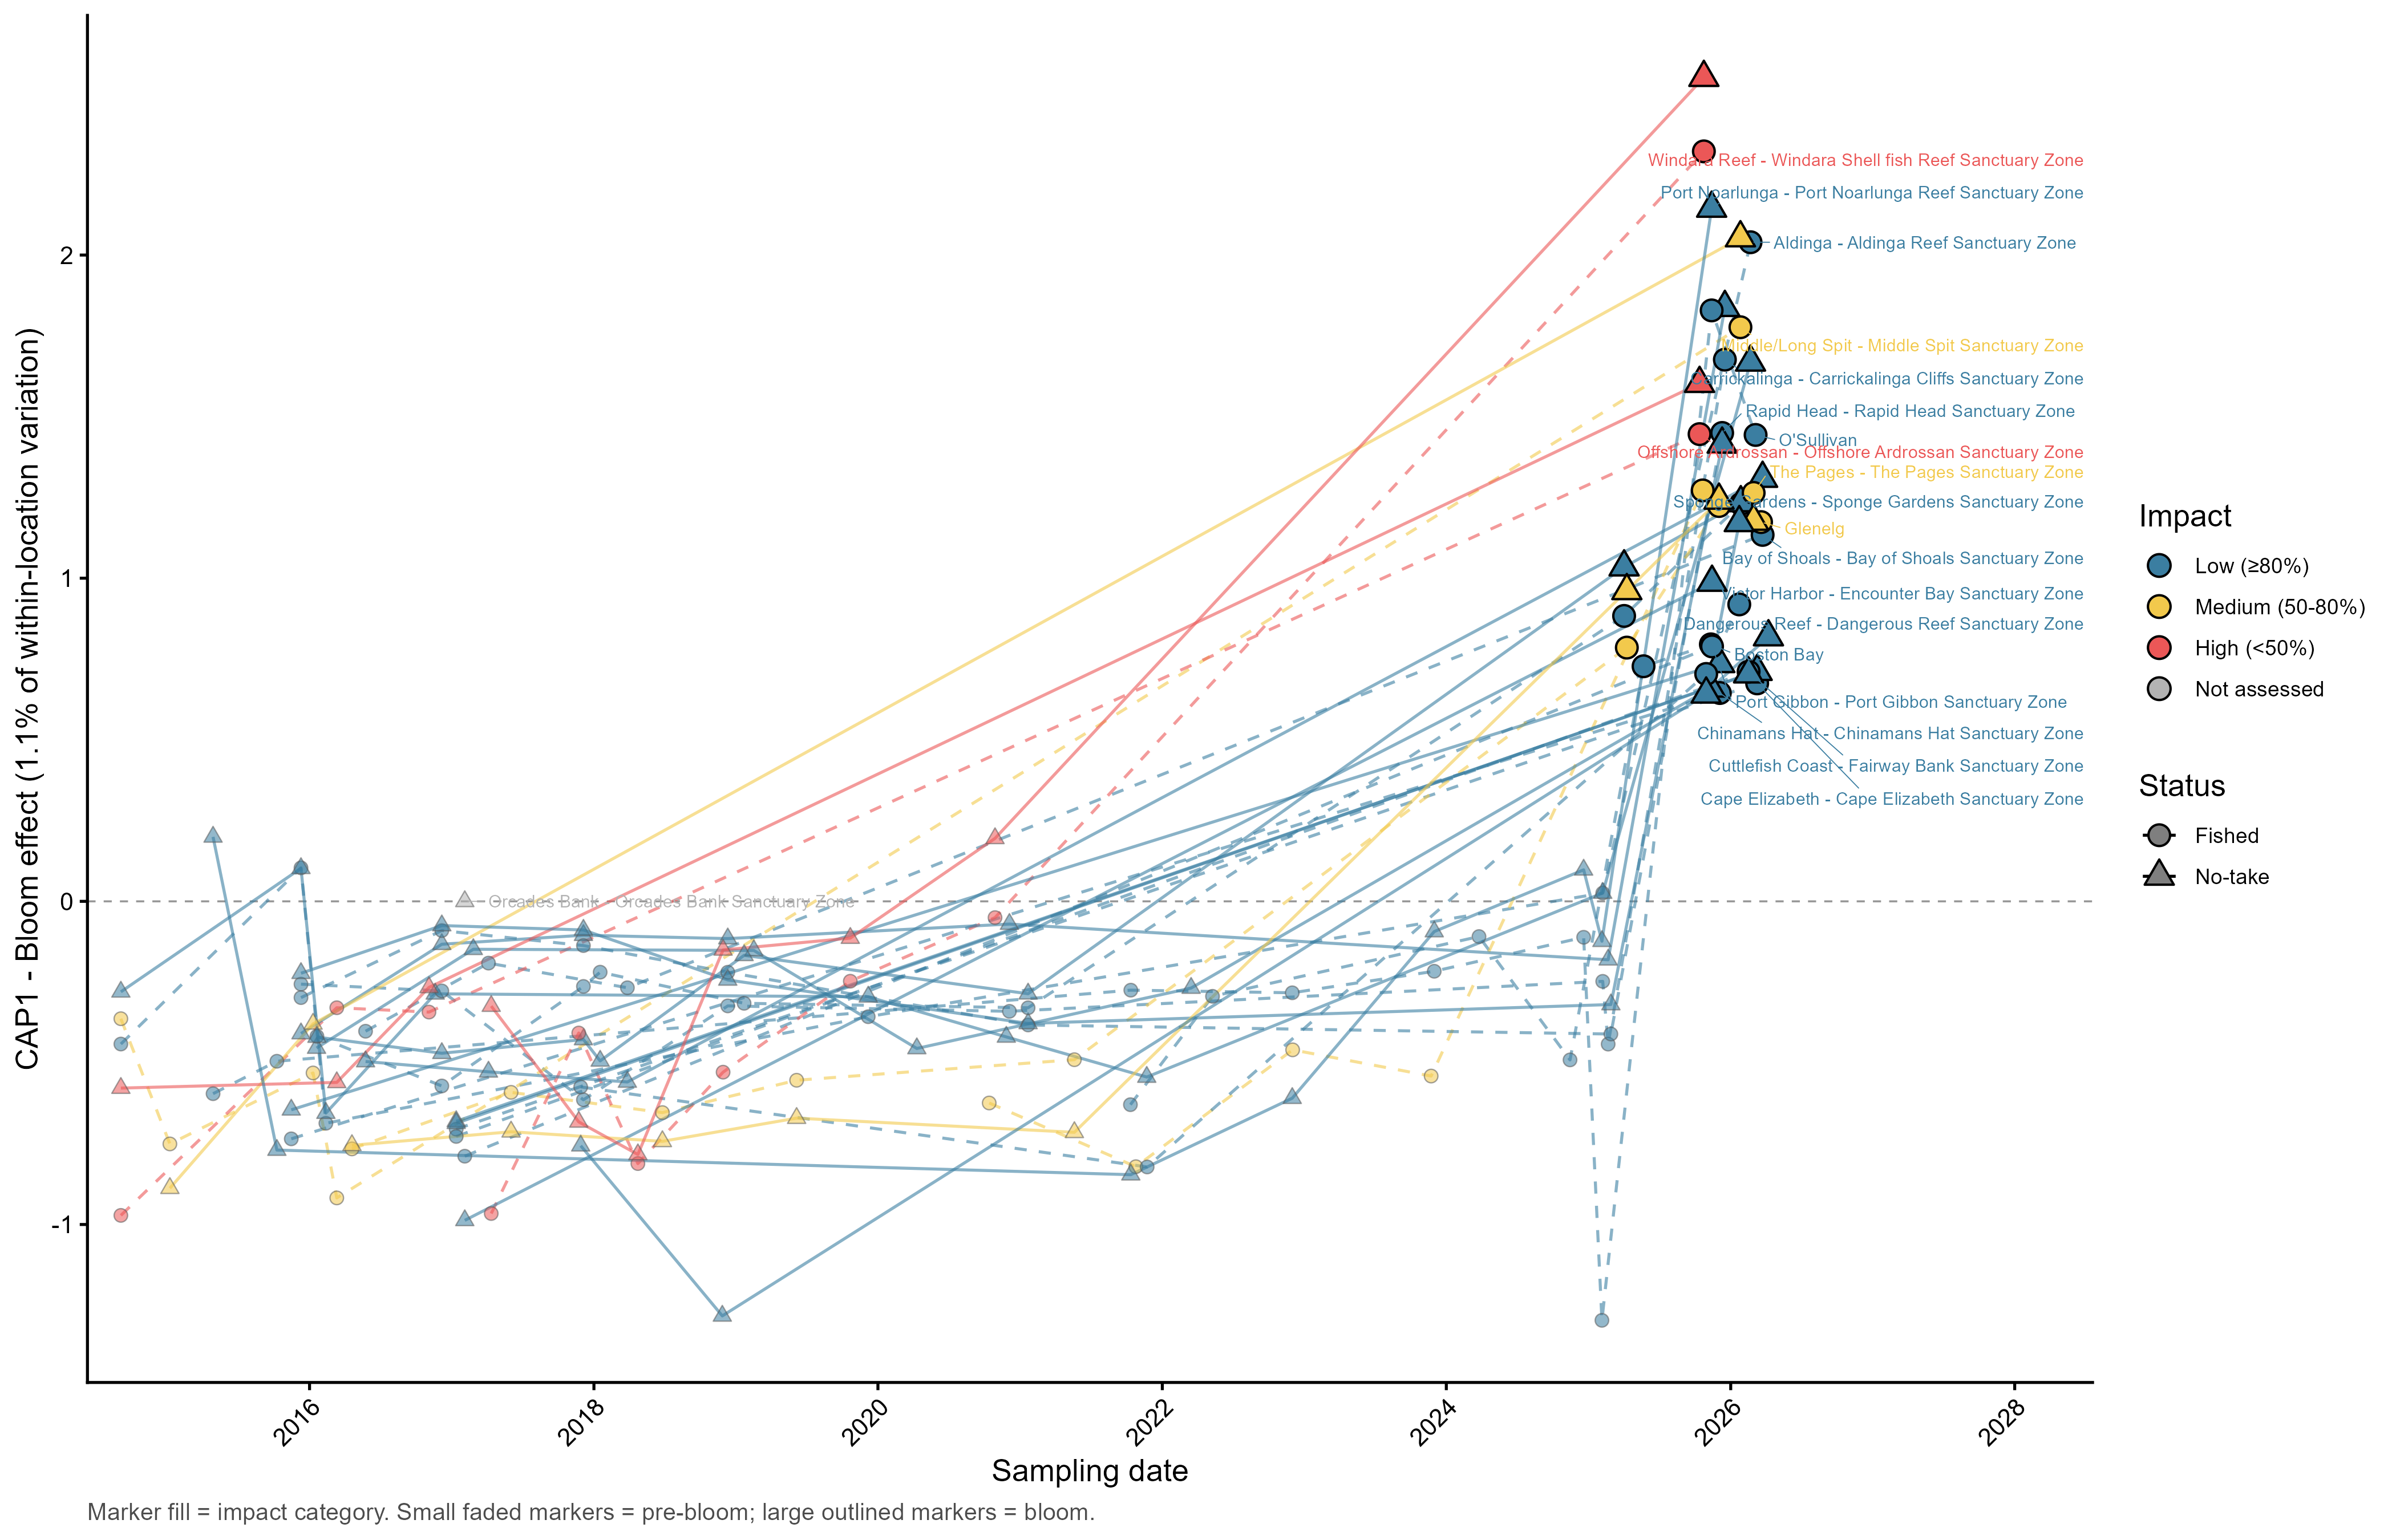 CAP1 - Bloom effect (1.1% of within-location variation)
2
1
0
-1
Windara Reef - Windara Shell fish Reef Sanctuary Zone
Port Noarlunga - Port Noarlunga Reef Sanctuary Zone
Aldinga - Aldinga Reef Sanctuary Zone
Middle/Long Spit - Middle Spit Sanctuary Zone
Carrickalinga - Carrickalinga Cliffs Sanctuary Zone
Rapid Head - Rapid Head Sanctuary Zone
O'Sullivan
Offshore Ardrossan - Offshore Ardrossan Sanctuary Zone
The Pages - The Pages Sanctuary Zone
Sponge Gardens - Sponge Gardens Sanctuary Zone
Glenelg
Bay of Shoals - Bay of Shoals Sanctuary Zone
Victor Harbor - Encounter Bay Sanctuary Zone
Dangerous Reef - Dangerous Reef Sanctuary Zone
Boston Bay
Port Gibbon - Port Gibbon Sanctuary Zone
Chinamans Hat - Chinamans Hat Sanctuary Zone
Cuttlefish Coast - Fairway Bank Sanctuary Zone
Cape Elizabeth - Cape Elizabeth Sanctuary Zone
Orcades Bank - Orcades Bank Sanctuary Zone
Impact
Low (≥80%)
Medium (50-80%)
High (<50%)
Not assessed
Status
Fished
No-take
2016
2018
2020
2022
2024
2026
2028
Sampling date
Marker fill = impact category. Small faded markers = pre-bloom; large outlined markers = bloom.